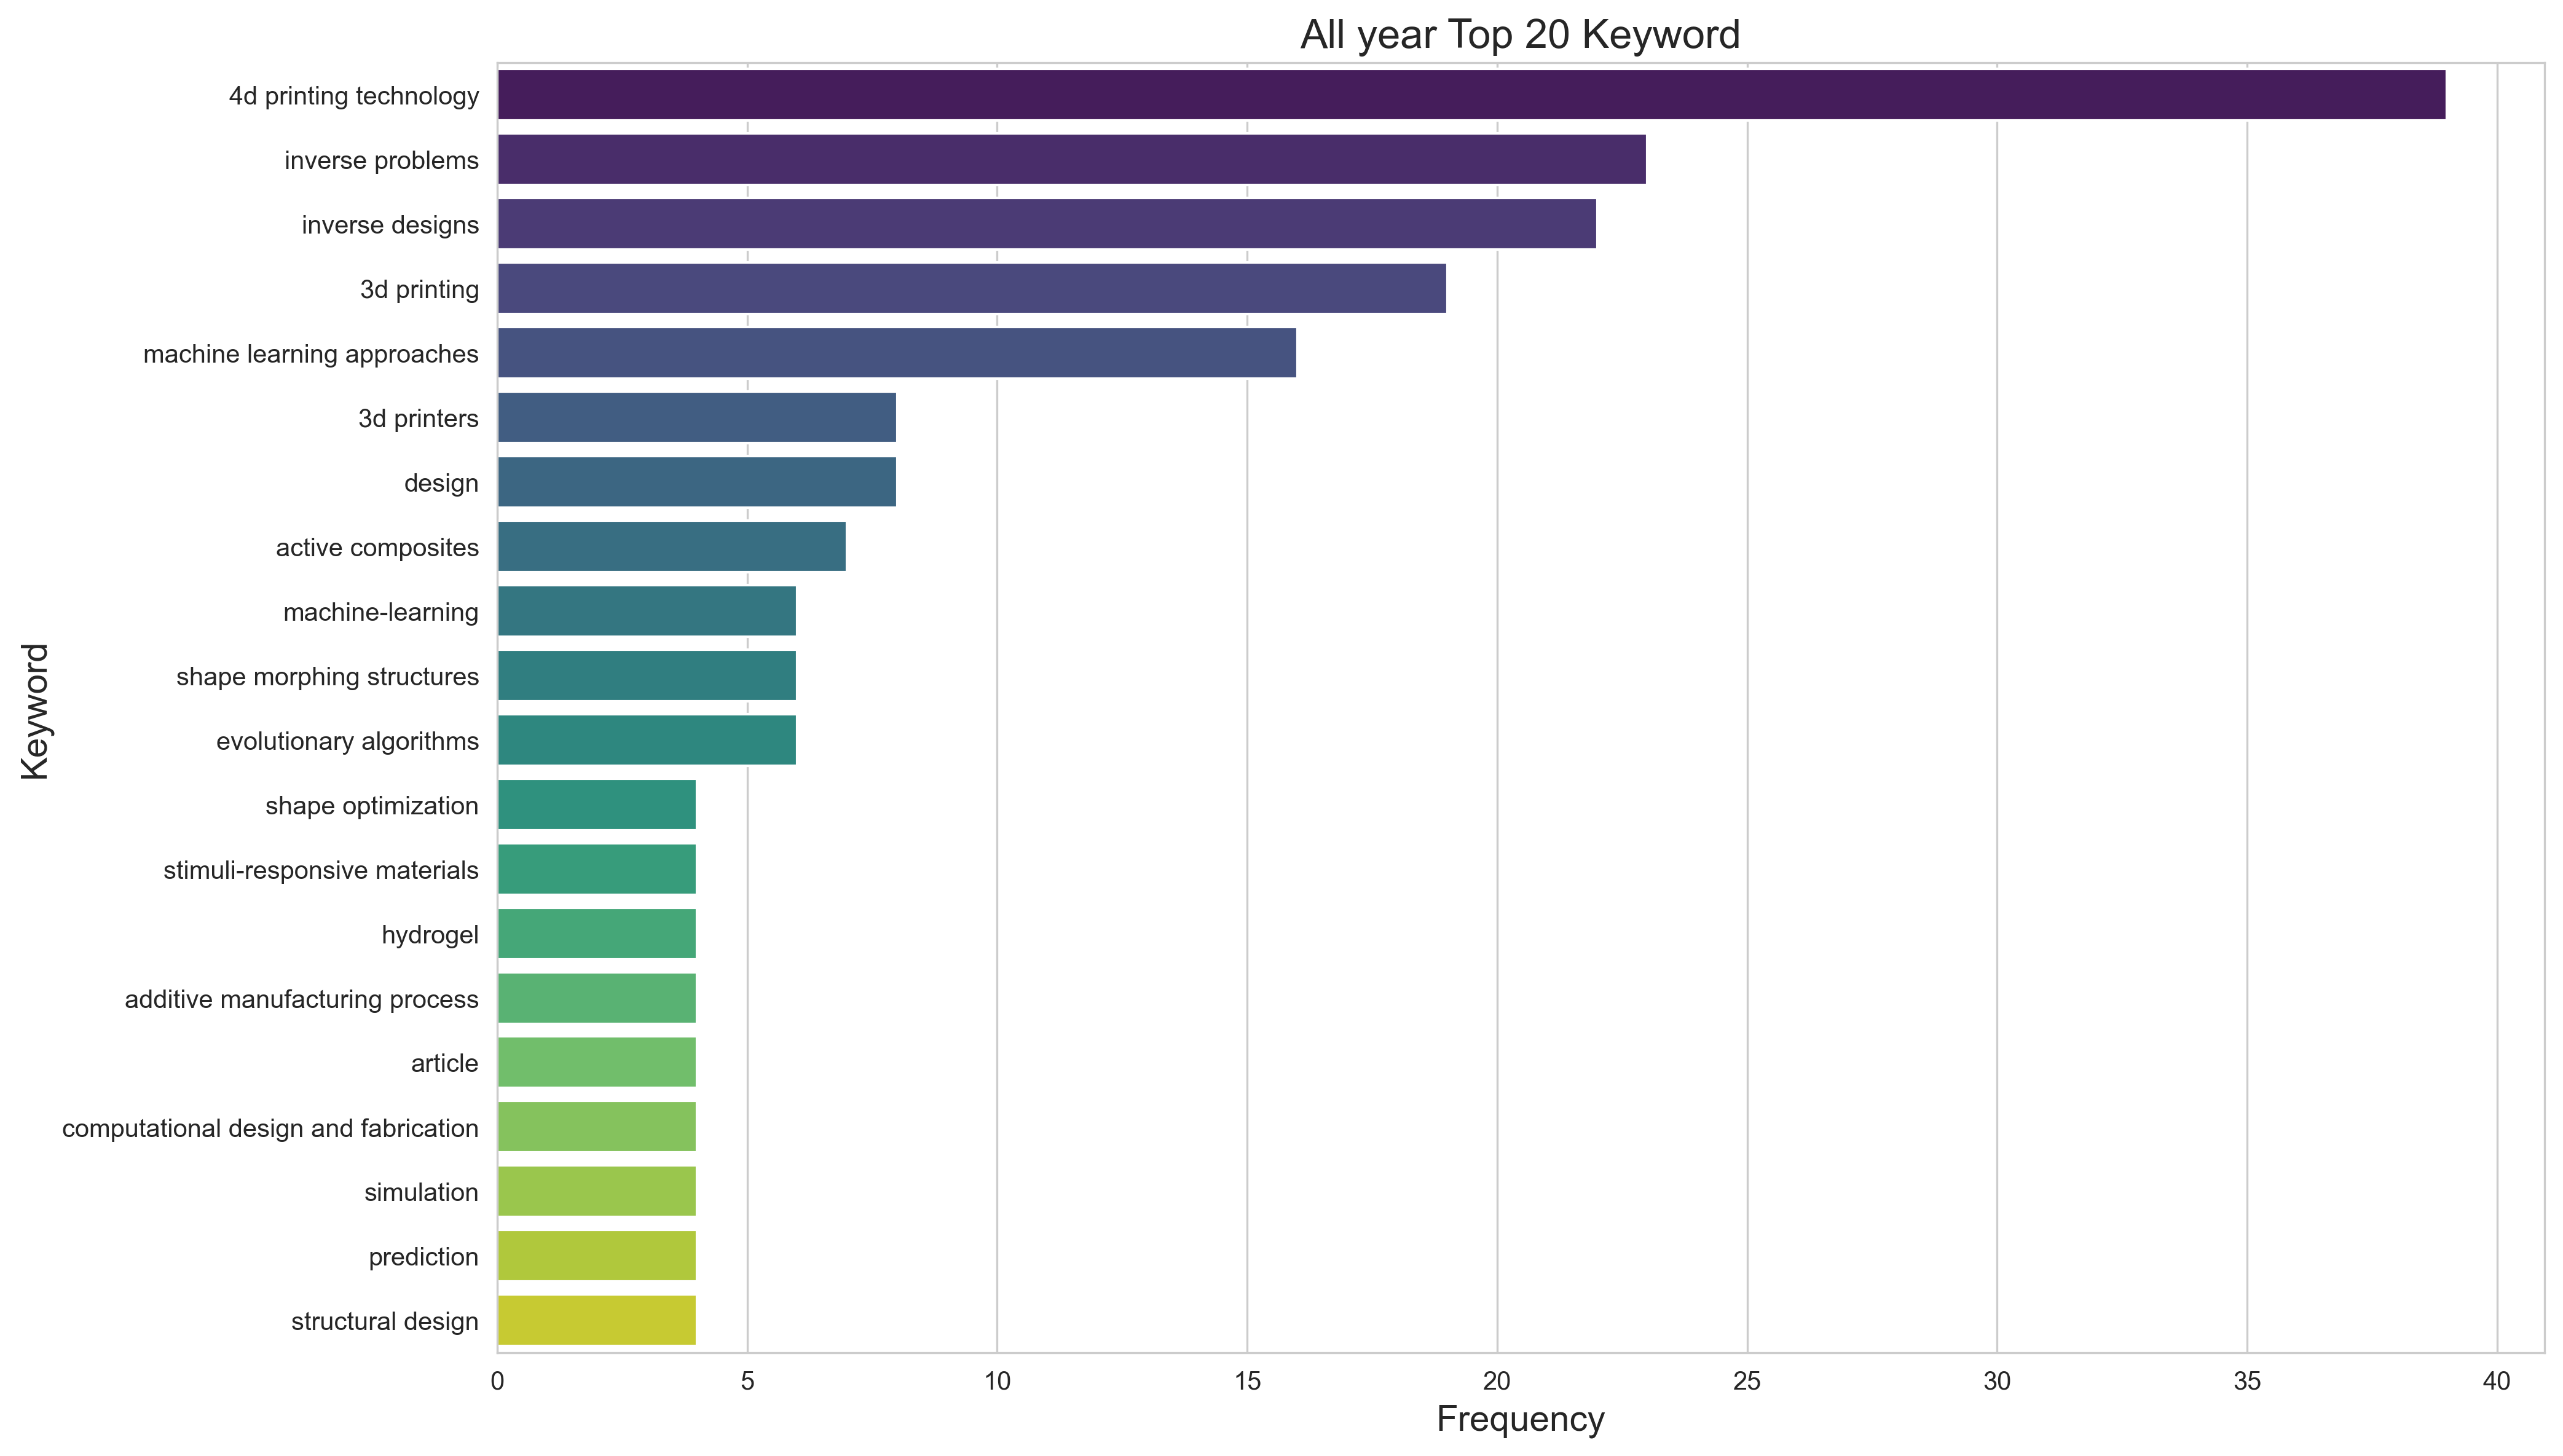 All year Top 20 Keyword
4d printing technology
inverse problems
inverse designs
3d printing
machine learning approaches
3d printers
design
active composites
machine-learning
shape morphing structures
evolutionary algorithms
shape optimization
stimuli-responsive materials
hydrogel
additive manufacturing process
article
computational design and fabrication
simulation
prediction
structural design
Keyword
0 5 10 15 20 25 30 35 40
Frequency